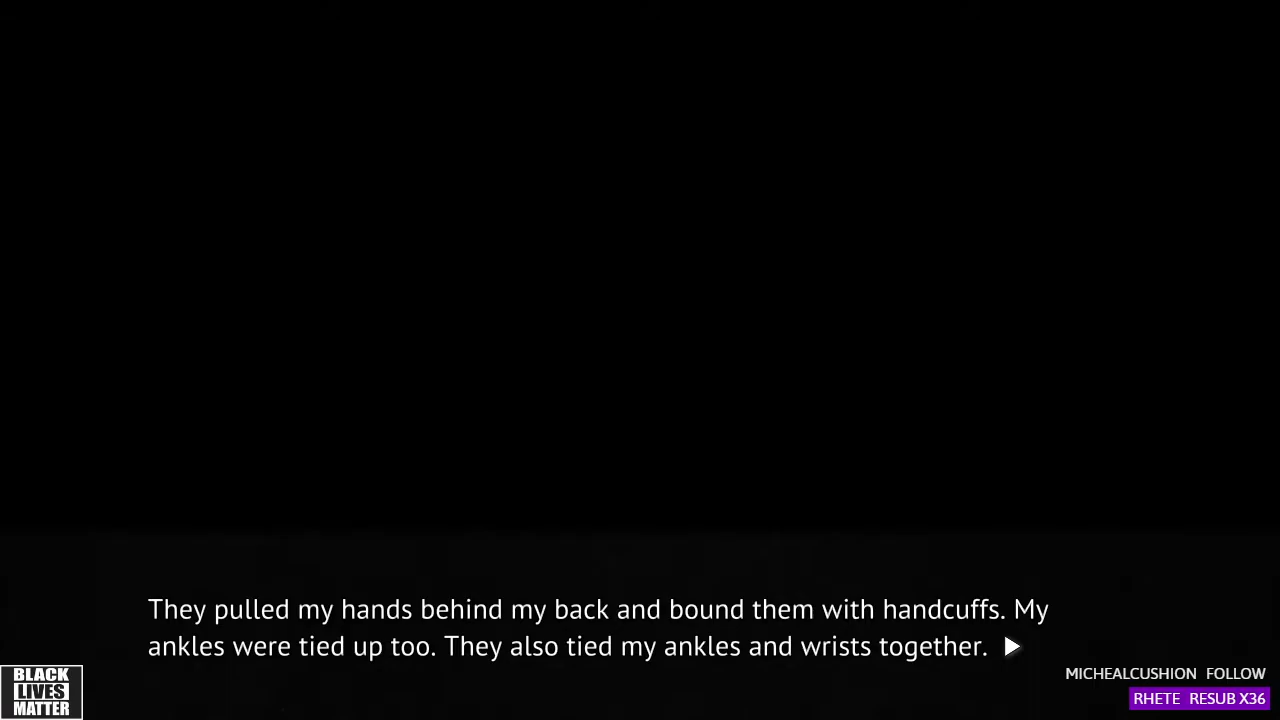 They pulled my hands behind my back and bound them with handcuffs. My
ankles were tied up too. They also tied my ankles and wrists together.
BLACK
LIVES
MATTER
MICHEALCUSHION FOLLOW
RHETE RESUB X36